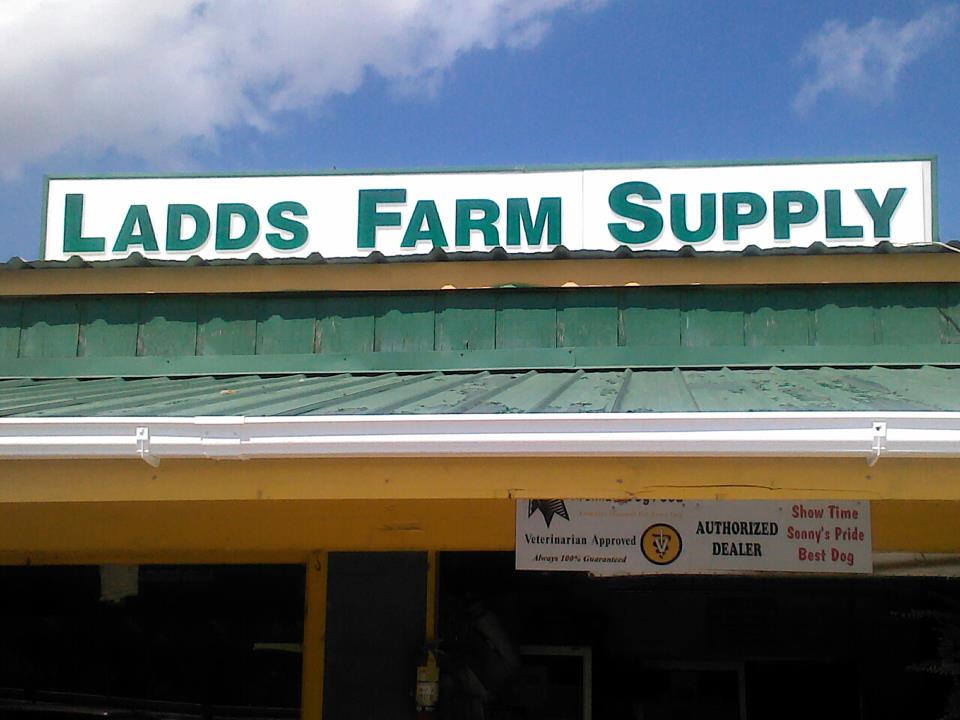 LADDS FARM SUPPLY
Veterinarian Approved
Always 100% Guaranteed
V
AUTHORIZED
DEALER
Show Time
Sonny's Pride
Best Dog